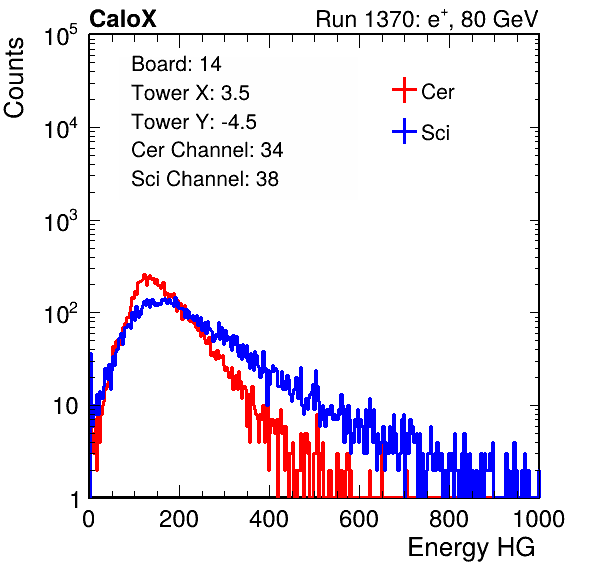 CaloX Run 1370: e+, 80 GeV
Counts
Board: 14
Tower X: 3.5
Tower Y: -4.5
Cer Channel: 34
Sci Channel: 38
Cer
Sci
10^5
10^4
10^3
10^2
10
1
0 200 400 600 800 1000
Energy HG